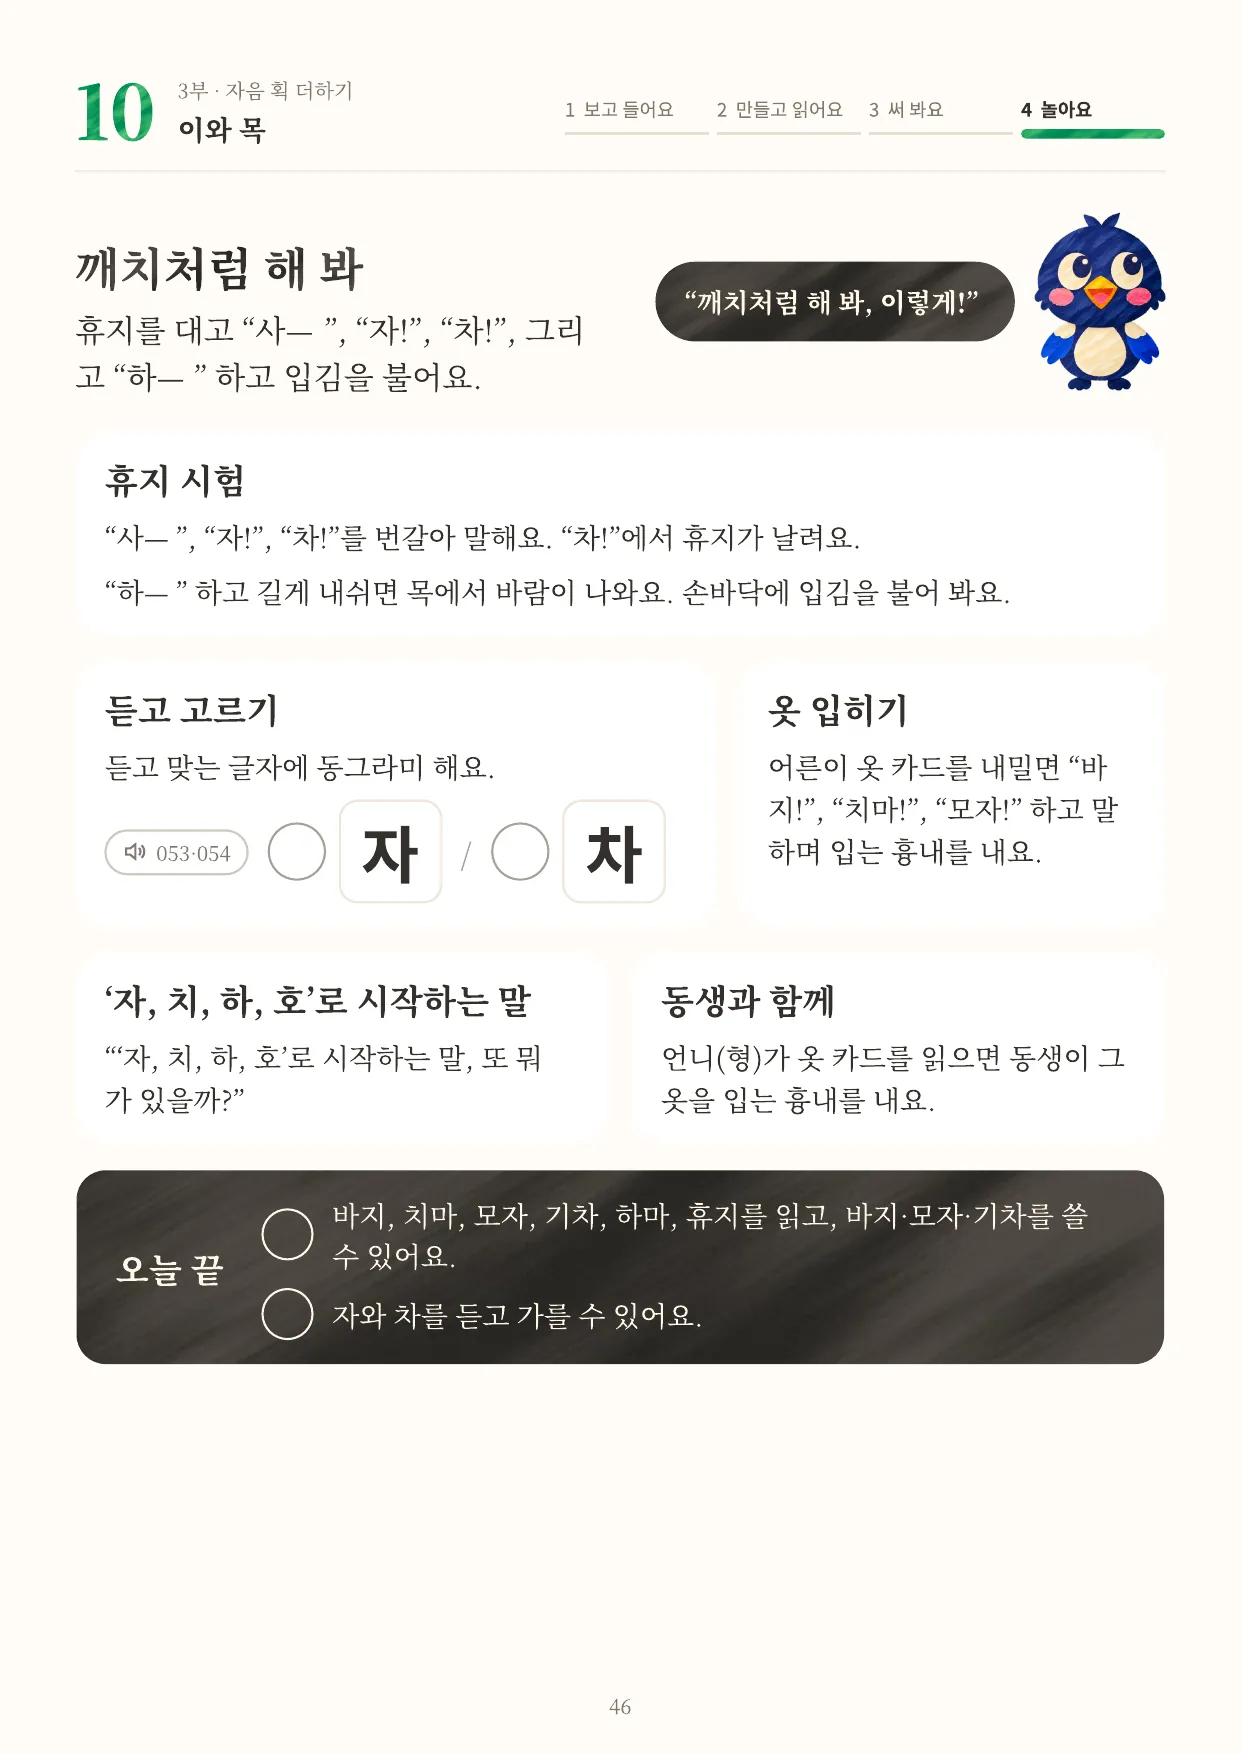 10
3부 · 자음 획 더하기
이와 목
1 보고 들어요
2 만들고 읽어요
3 써 봐요
4 놀아요
깨치처럼 해 봐
휴지를 대고 “사— ”, “자!”, “차!”, 그리
고 “하— ” 하고 입김을 불어요.
“깨치처럼 해 봐, 이렇게!”
휴지 시험
“사— ”, “자!”, “차!”를 번갈아 말해요. “차!”에서 휴지가 날려요.
“하— ” 하고 길게 내쉬면 목에서 바람이 나와요. 손바닥에 입김을 불어 봐요.
듣고 고르기
듣고 맞는 글자에 동그라미 해요.
053·054
자 / 차
옷 입히기
어른이 옷 카드를 내밀면 “바
지!”, “치마!”, “모자!” 하고 말
하며 입는 흉내를 내요.
‘자, 치, 하, 호’로 시작하는 말
“‘자, 치, 하, 호’로 시작하는 말, 또 뭐
가 있을까?”
동생과 함께
언니(형)가 옷 카드를 읽으면 동생이 그
옷을 입는 흉내를 내요.
오늘 끝
바지, 치마, 모자, 기차, 하마, 휴지를 읽고, 바지·모자·기차를 쓸
수 있어요.
자와 차를 듣고 가를 수 있어요.
46